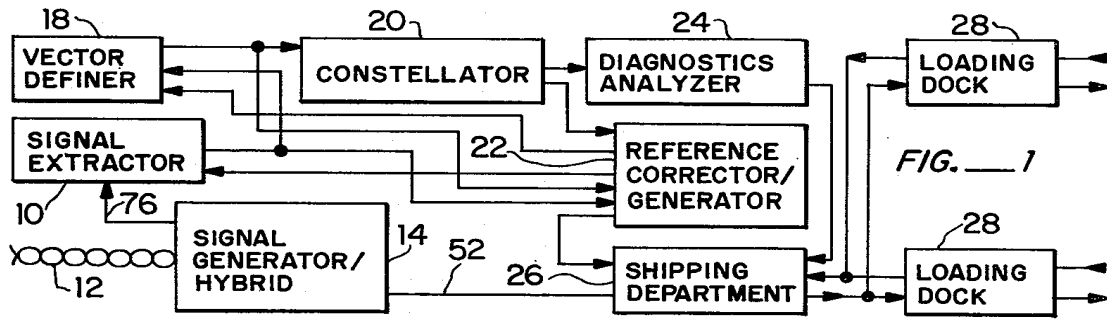 18
20
24
28
VECTOR
DEFINER
CONSTELLATOR
DIAGNOSTICS
ANALYZER
LOADING
DOCK
SIGNAL
EXTRACTOR
22
REFERENCE
CORRECTOR/
GENERATOR
FIG. 1
10
76
SIGNAL
GENERATOR/
HYBRID
14
12
52
26
SHIPPING
DEPARTMENT
28
LOADING
DOCK